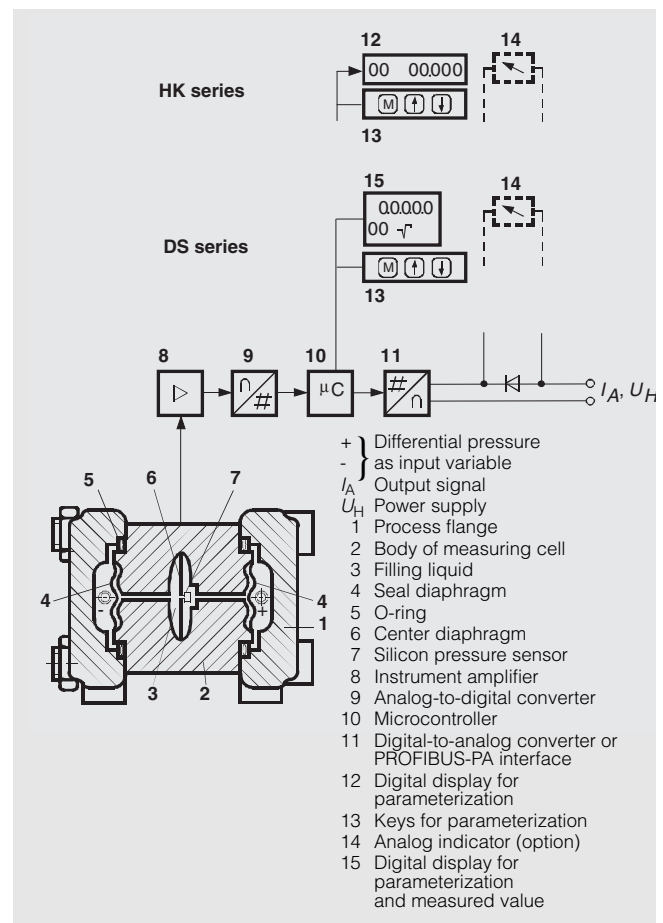 12
14
HK series
00 00.000
M ↑ ↓
13
15
14
0.0.0.0.0
00 √
DS series
M ↑ ↓
13
8
9
10
11
∩
#
µC
#
∩
I_A, U_H
+ } Differential pressure
- } as input variable
I_A Output signal
U_H Power supply
1 Process flange
2 Body of measuring cell
3 Filling liquid
4 Seal diaphragm
5 O-ring
6 Center diaphragm
7 Silicon pressure sensor
8 Instrument amplifier
9 Analog-to-digital converter
10 Microcontroller
11 Digital-to-analog converter or
PROFIBUS-PA interface
12 Digital display for
parameterization
13 Keys for parameterization
14 Analog indicator (option)
15 Digital display for
parameterization
and measured value
5
6
7
4
-
+
4
1
3
2